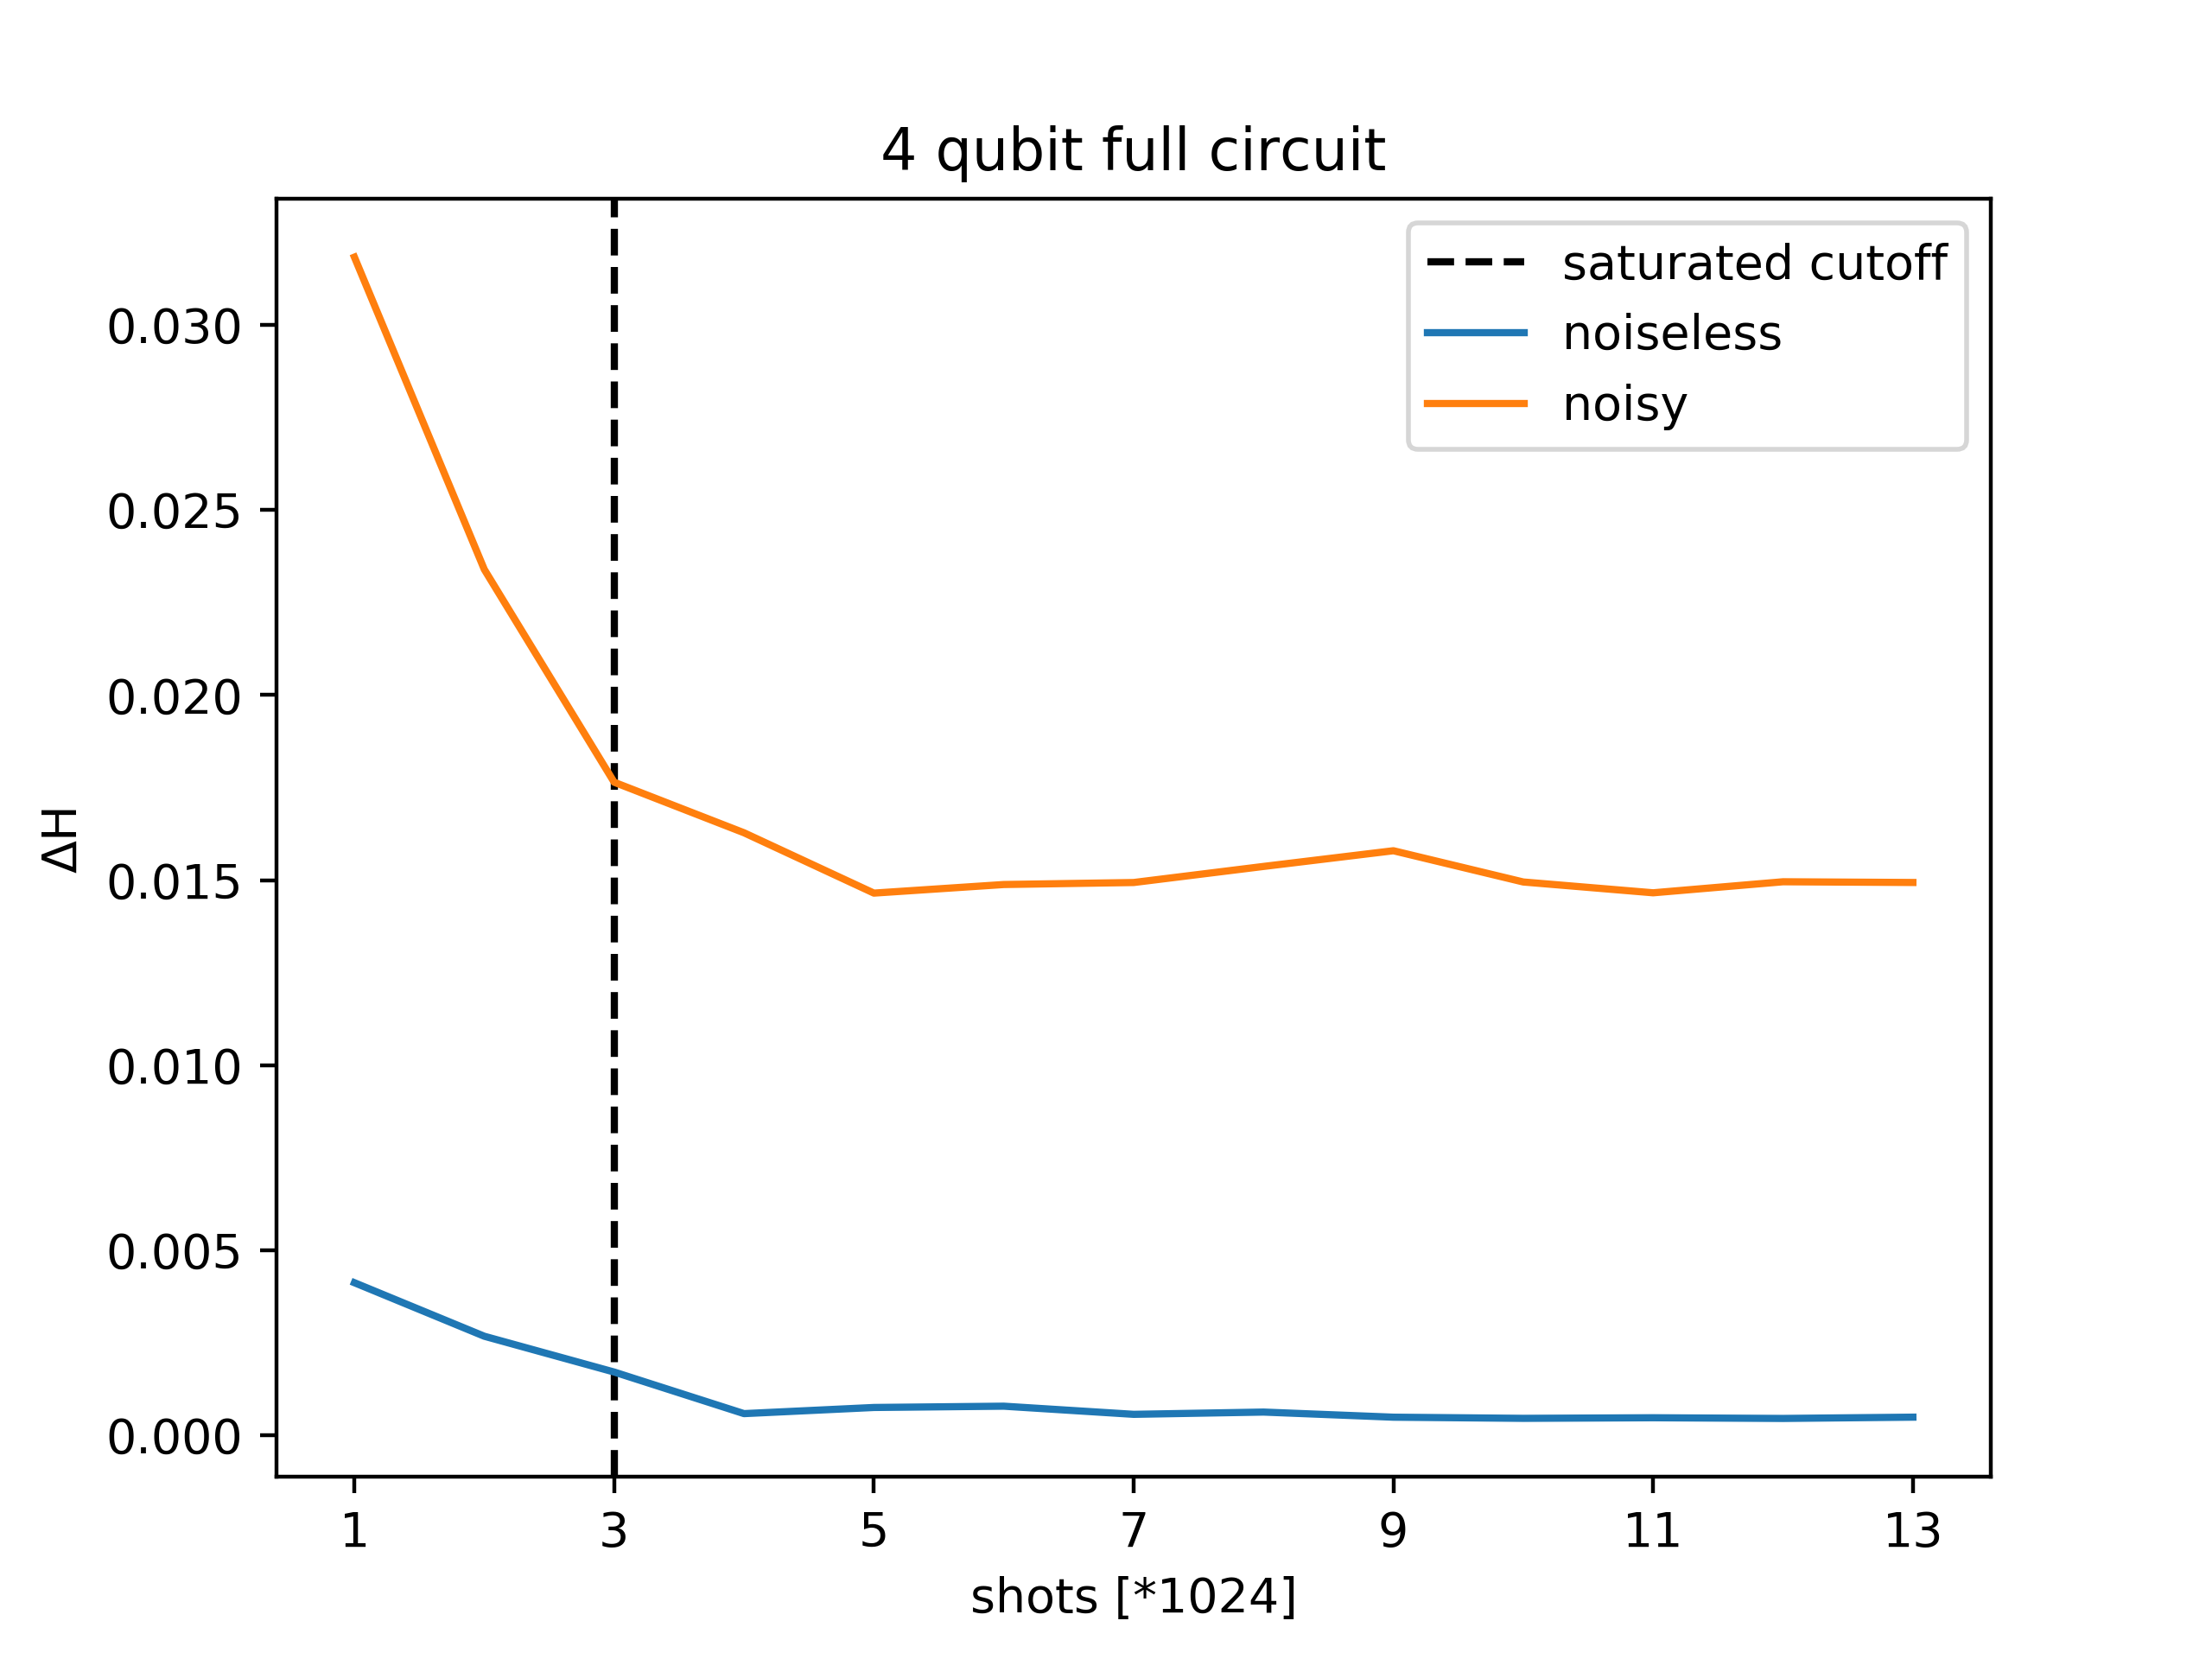 4 qubit full circuit
saturated cutoff
noiseless
noisy
0.030
0.025
0.020
0.015
0.010
0.005
0.000
ΔH
1 3 5 7 9 11 13
shots [*1024]